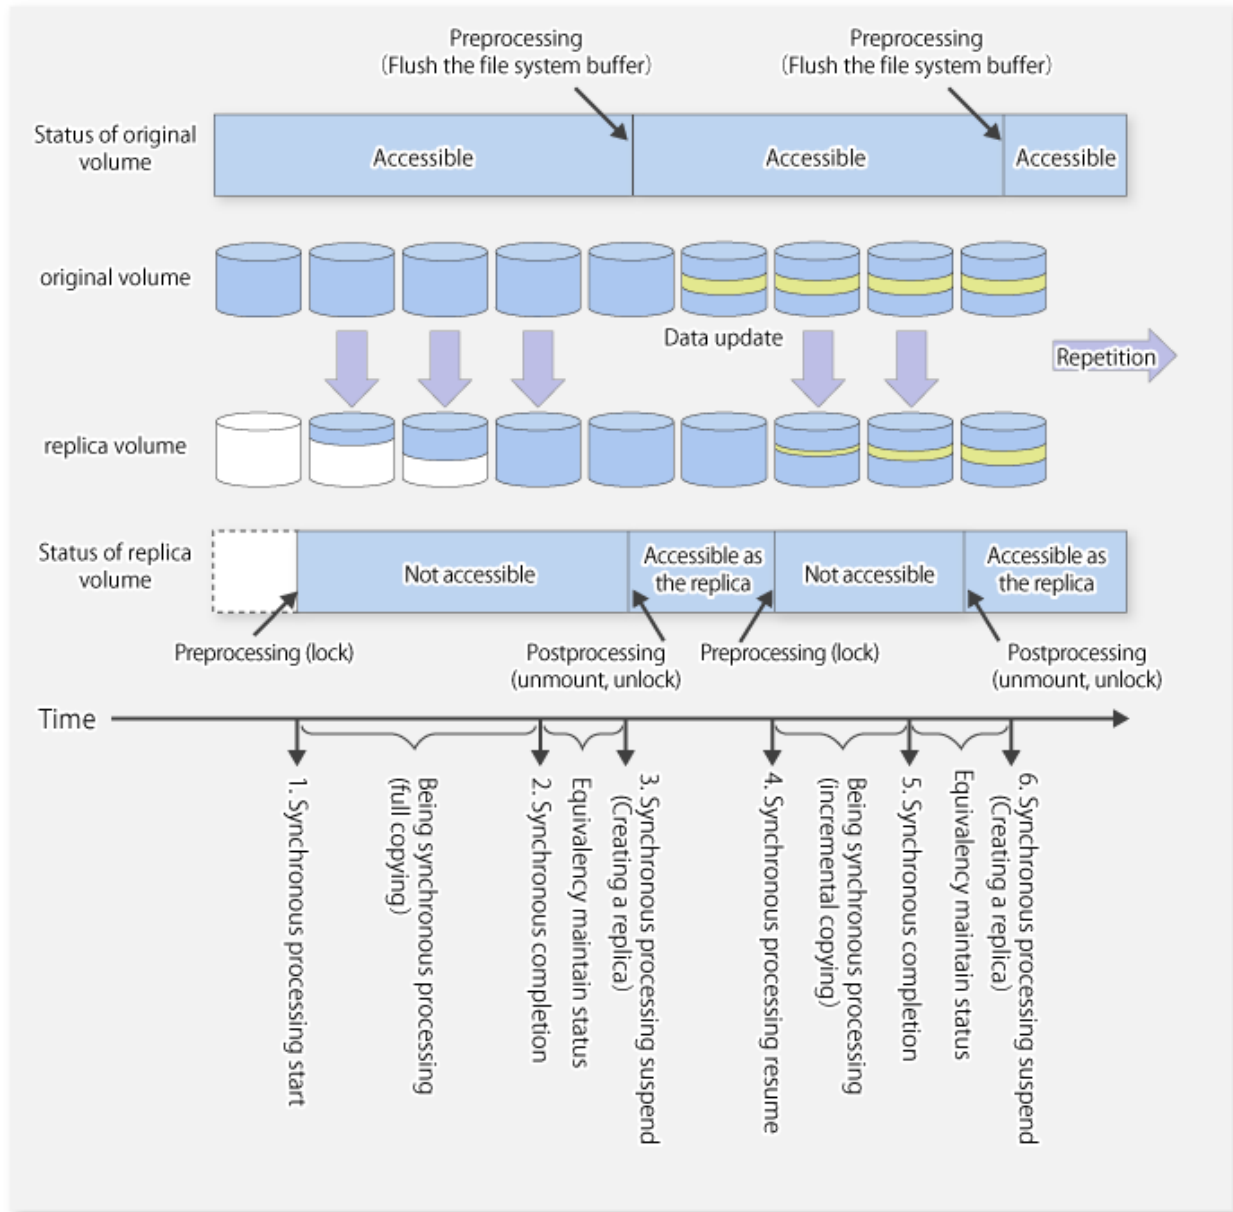 Preprocessing
(Flush the file system buffer)
Preprocessing
(Flush the file system buffer)
Status of original
volume
Accessible
Accessible
Accessible
original volume
Data update
Repetition
replica volume
Status of replica
volume
Not accessible
Accessible as
the replica
Not accessible
Accessible as
the replica
Preprocessing (lock)
Postprocessing
(unmount, unlock)
Preprocessing (lock)
Postprocessing
(unmount, unlock)
Time
1. Synchronous processing start
Being synchronous processing
(full copying)
2. Synchronous completion
Equivalency maintain status
3. Synchronous processing suspend
(Creating a replica)
4. Synchronous processing resume
Being synchronous processing
(incremental copying)
5. Synchronous completion
Equivalency maintain status
6. Synchronous processing suspend
(Creating a replica)